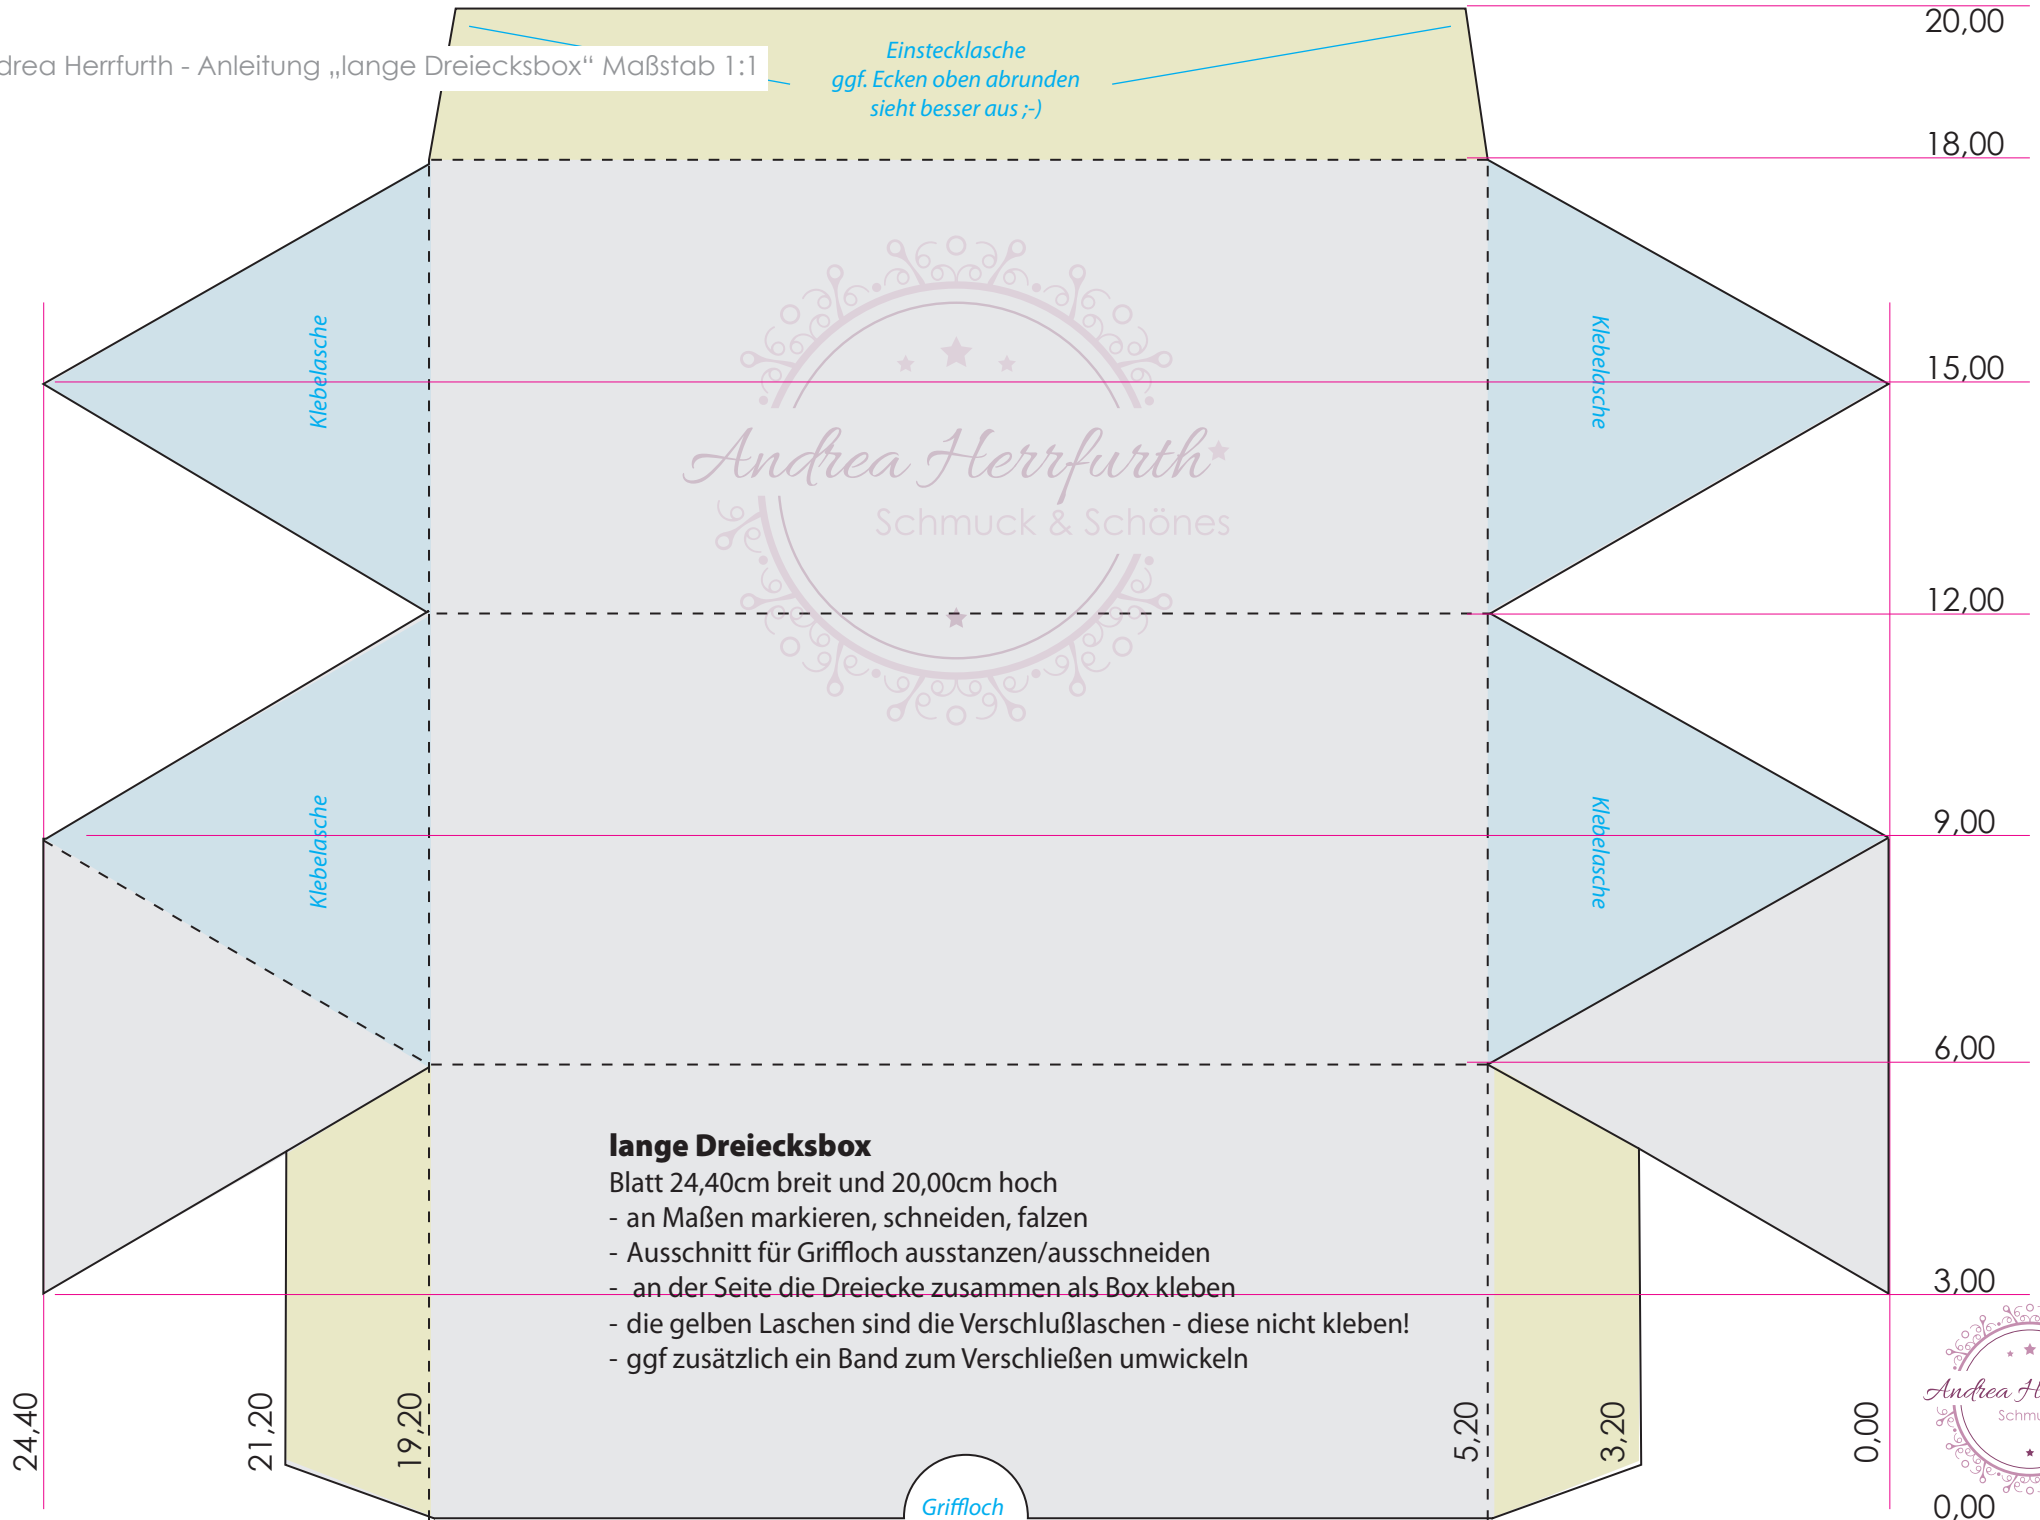 drea Herrfurth - Anleitung „lange Dreiecksbox“ Maßstab 1:1
Einstecklasche
ggf. Ecken oben abrunden
sieht besser aus ;-)
20,00
18,00
Klebelasche
Klebelasche
15,00
Andrea Herrfurth
Schmuck & Schönes
12,00
Klebelasche
Klebelasche
9,00
6,00
lange Dreiecksbox
Blatt 24,40cm breit und 20,00cm hoch
- an Maßen markieren, schneiden, falzen
- Ausschnitt für Griffloch ausstanzen/ausschneiden
- an der Seite die Dreiecke zusammen als Box kleben
- die gelben Laschen sind die Verschlußlaschen - diese nicht kleben!
- ggf zusätzlich ein Band zum Verschließen umwickeln
3,00
24,40
21,20
19,20
5,20
3,20
0,00
Andrea H
Schmu
Griffloch
0,00